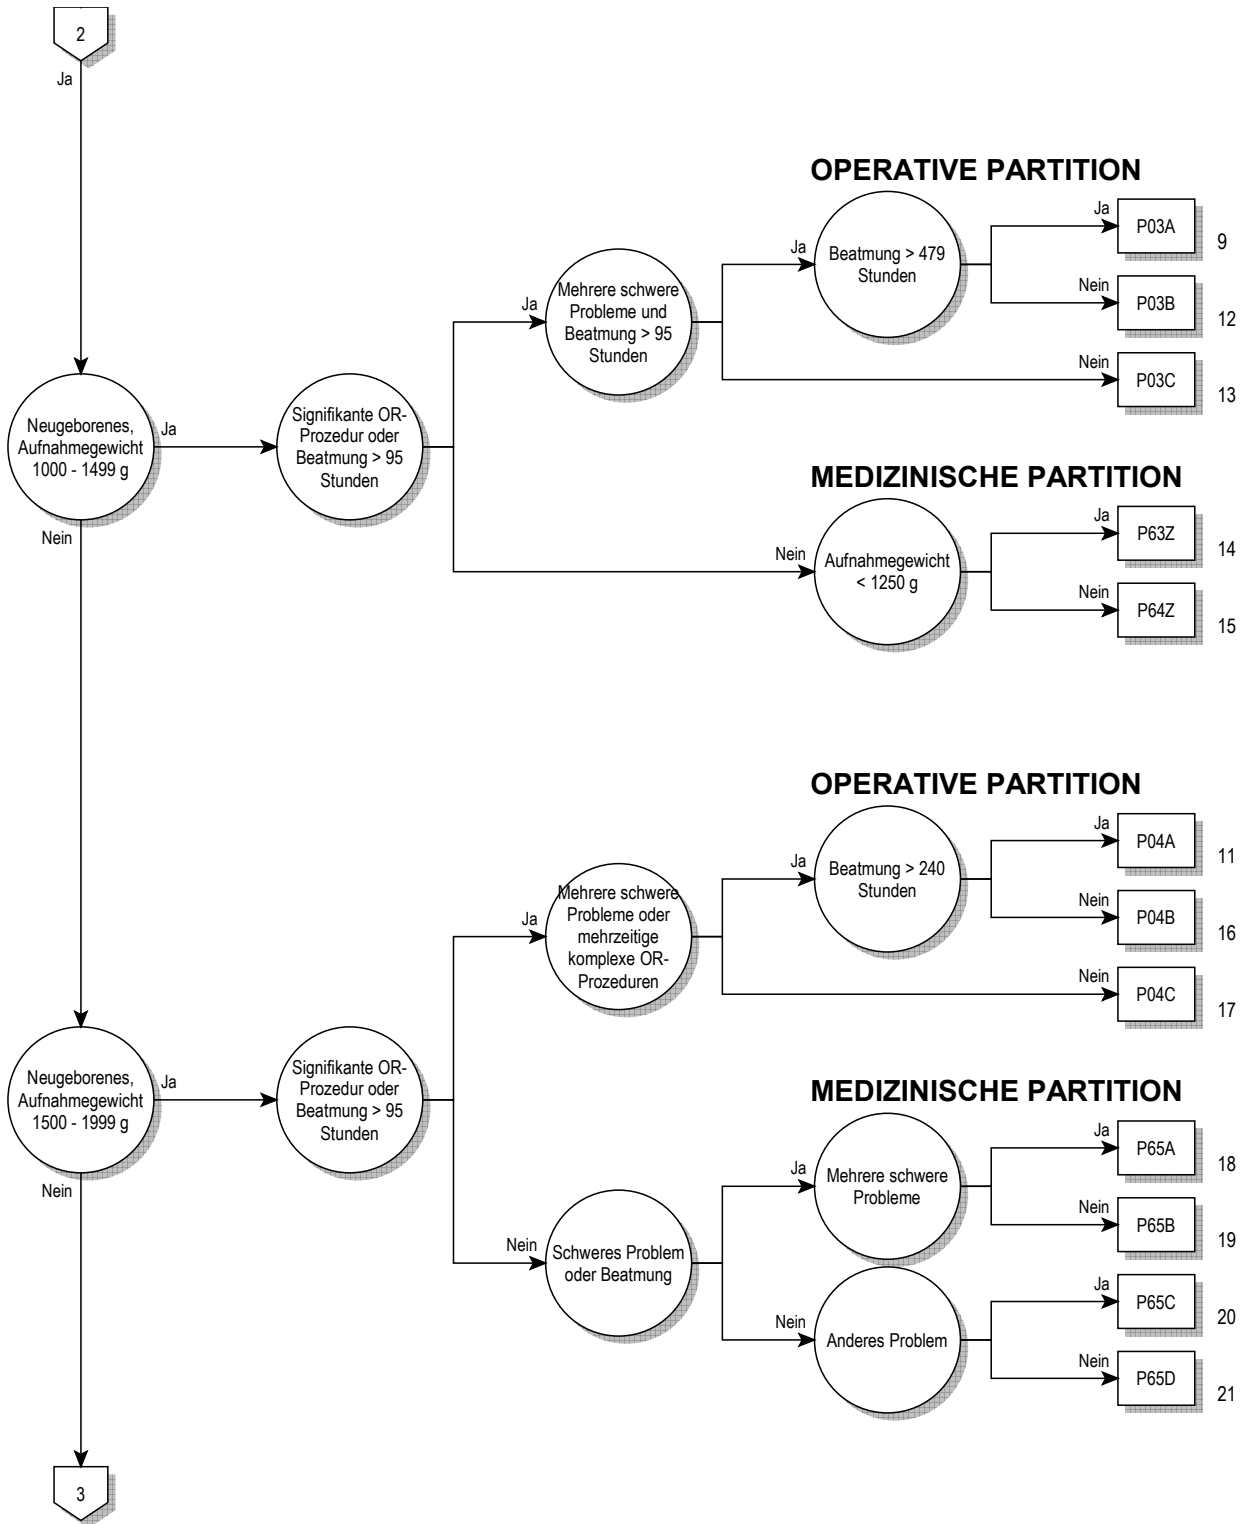 2
Ja
OPERATIVE PARTITION
Neugeborenes,
Aufnahmegewicht
1000 - 1499 g
Ja
Nein
Signifikante OR-
Prozedur oder
Beatmung > 95
Stunden
Ja
Mehrere schwere
Probleme und
Beatmung > 95
Stunden
Ja
Beatmung > 479
Stunden
Ja
P03A
9
Nein
P03B
12
Nein
P03C
13
MEDIZINISCHE PARTITION
Nein
Aufnahmegewicht
< 1250 g
Ja
P63Z
14
Nein
P64Z
15
OPERATIVE PARTITION
Neugeborenes,
Aufnahmegewicht
1500 - 1999 g
Ja
Nein
Signifikante OR-
Prozedur oder
Beatmung > 95
Stunden
Ja
Mehrere schwere
Probleme oder
mehrzeitige
komplexe OR-
Prozeduren
Ja
Beatmung > 240
Stunden
Ja
P04A
11
Nein
P04B
16
Nein
P04C
17
MEDIZINISCHE PARTITION
Nein
Schweres Problem
oder Beatmung
Ja
Mehrere schwere
Probleme
Ja
P65A
18
Nein
P65B
19
Nein
Anderes Problem
Ja
P65C
20
Nein
P65D
21
3